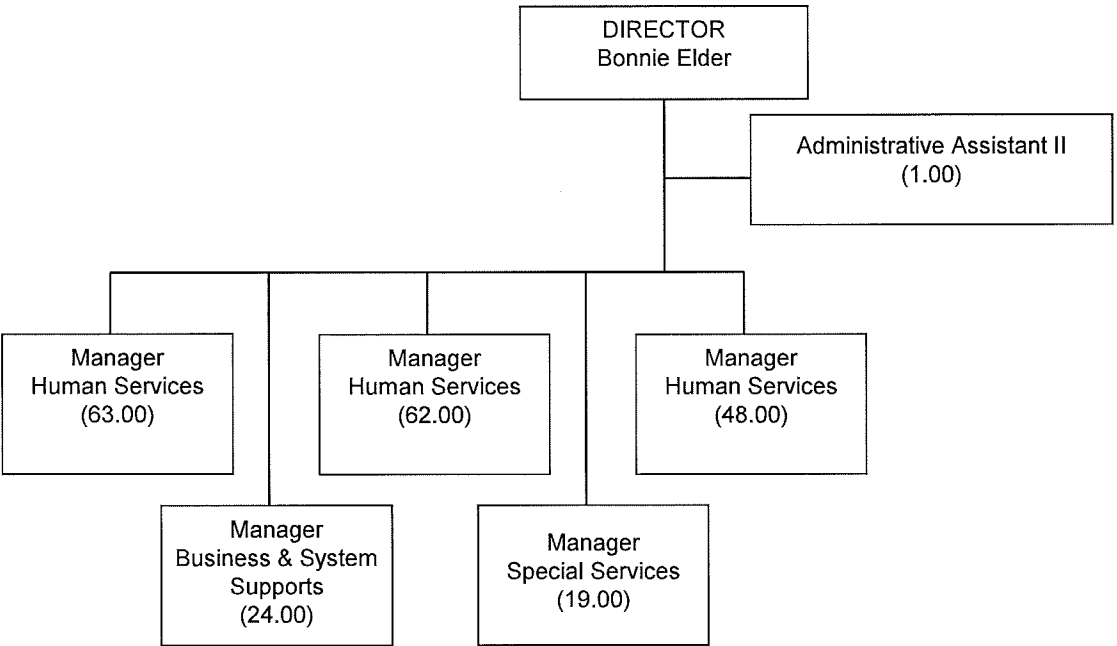 DIRECTOR
Bonnie Elder
Administrative Assistant II
(1.00)
Manager
Human Services
(63.00)
Manager
Human Services
(62.00)
Manager
Human Services
(48.00)
Manager
Business & System
Supports
(24.00)
Manager
Special Services
(19.00)